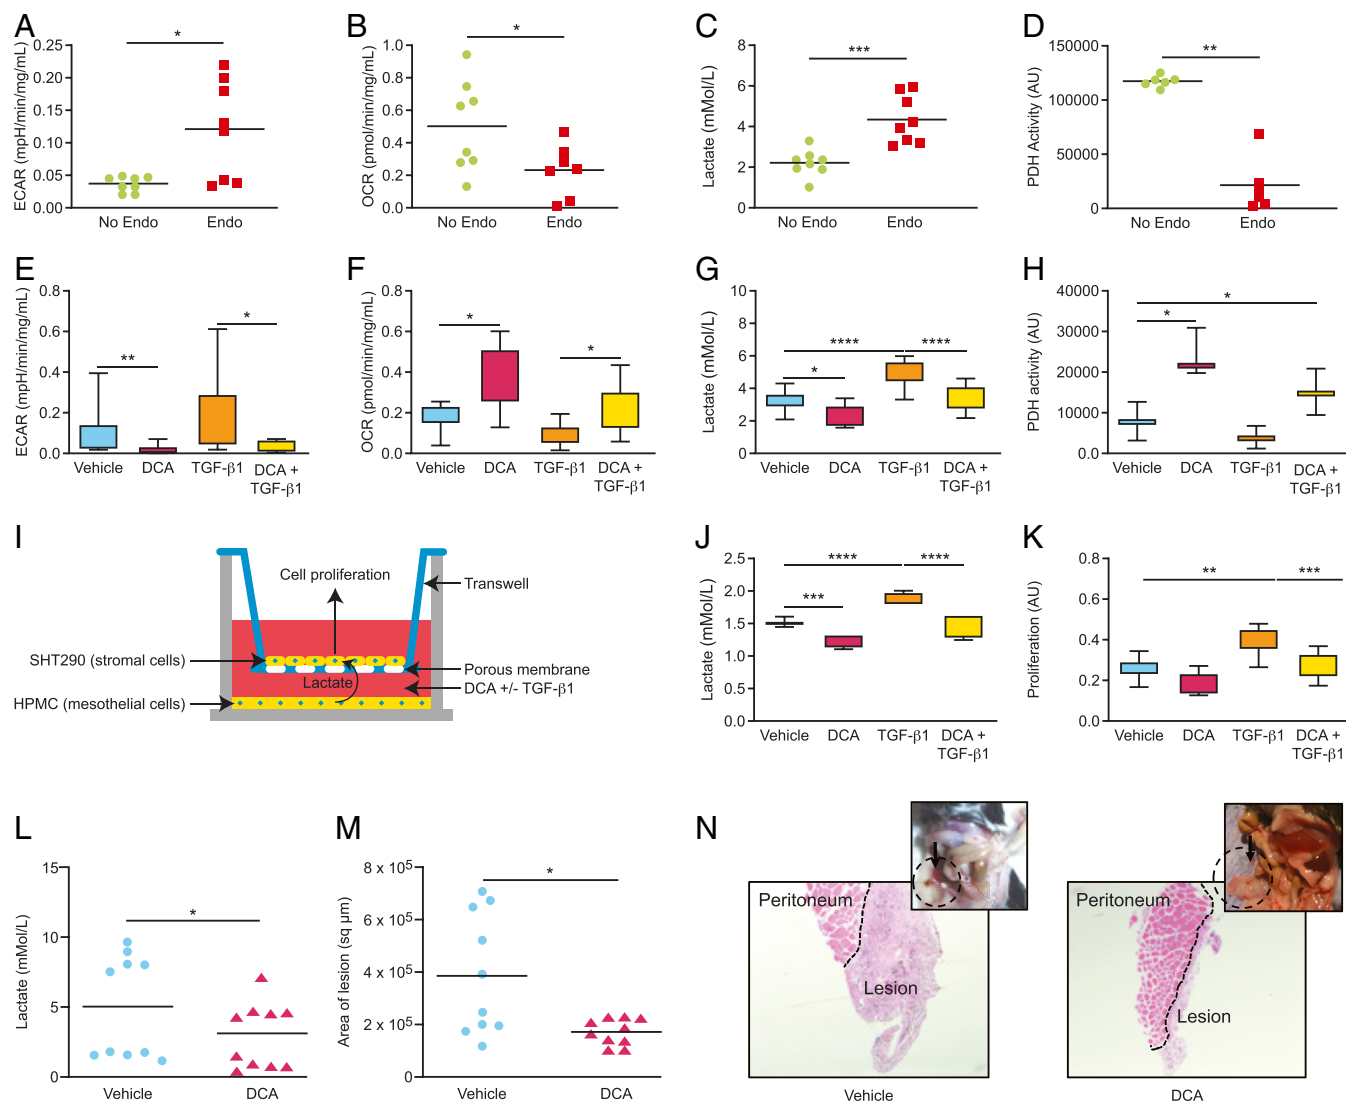 A
ECAR (mpH/min/mg/mL)
0.25
0.20
0.15
0.10
0.05
0.00
*
No Endo
Endo
B
OCR (pmol/min/mg/mL)
1.0
0.8
0.6
0.4
0.2
0.0
*
No Endo
Endo
C
Lactate (mMol/L)
8
6
4
2
0
***
No Endo
Endo
D
PDH Activity (AU)
150000
100000
50000
0
**
No Endo
Endo
E
ECAR (mpH/min/mg/mL)
0.8
0.6
0.4
0.2
0.0
**
*
Vehicle
DCA
TGF-β1
DCA +
TGF-β1
F
OCR (pmol/min/mg/mL)
0.8
0.6
0.4
0.2
0.0
*
*
Vehicle
DCA
TGF-β1
DCA +
TGF-β1
G
Lactate (mMol/L)
10
8
6
4
2
0
****
****
*
Vehicle
DCA
TGF-β1
DCA +
TGF-β1
H
PDH activity (AU)
40000
30000
20000
10000
0.0
*
*
Vehicle
DCA
TGF-β1
DCA +
TGF-β1
I
Cell proliferation
Transwell
SHT290 (stromal cells)
Porous membrane
Lactate
DCA +/- TGF-β1
HPMC (mesothelial cells)
J
Lactate (mMol/L)
2.5
2.0
1.5
1.0
0.5
0.0
****
****
***
Vehicle
DCA
TGF-β1
DCA +
TGF-β1
K
Proliferation (AU)
0.8
0.6
0.4
0.2
0.0
**
***
Vehicle
DCA
TGF-β1
DCA +
TGF-β1
L
Lactate (mMol/L)
15
10
5
0
*
Vehicle
DCA
M
Area of lesion (sq μm)
8 x 10⁵
6 x 10⁵
4 x 10⁵
2 x 10⁵
0
*
Vehicle
DCA
N
Peritoneum
Lesion
Vehicle
Peritoneum
Lesion
DCA